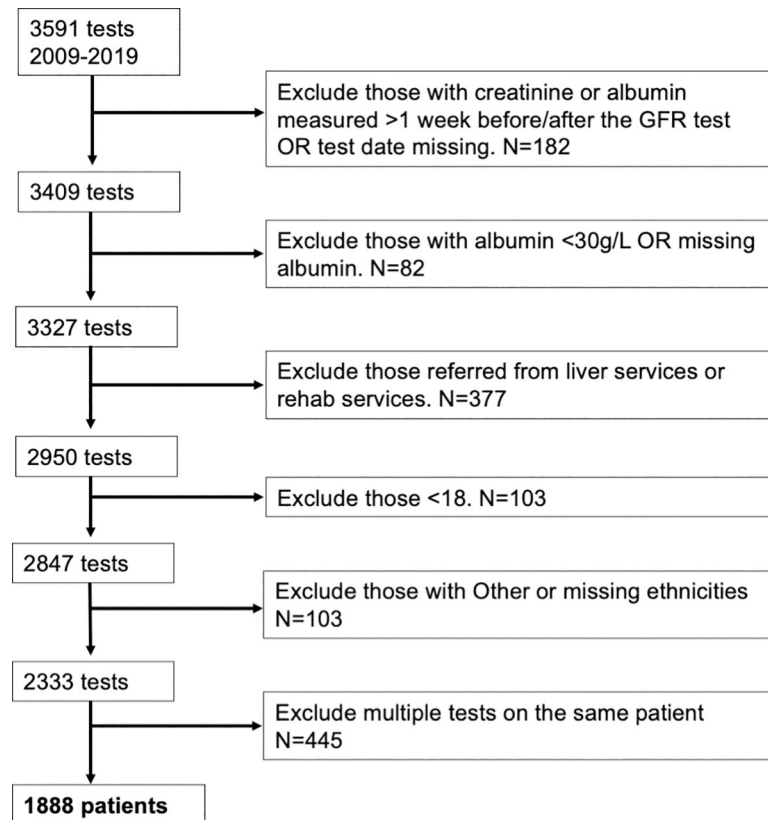 3591 tests
2009-2019
Exclude those with creatinine or albumin
measured >1 week before/after the GFR test
OR test date missing. N=182
3409 tests
Exclude those with albumin <30g/L OR missing
albumin. N=82
3327 tests
Exclude those referred from liver services or
rehab services. N=377
2950 tests
Exclude those <18. N=103
2847 tests
Exclude those with Other or missing ethnicities
N=103
2333 tests
Exclude multiple tests on the same patient
N=445
1888 patients